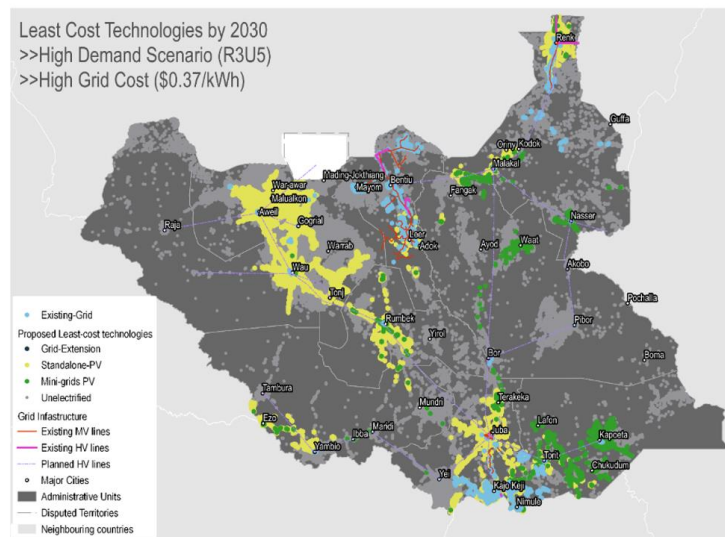 Least Cost Technologies by 2030
>>High Demand Scenario (R3U5)
>>High Grid Cost ($0.37/kWh)
Renk
Guffa
Oriny
Kodok
Malakal
Mading-Jokthiang
Bentiu
Mayom
War-awar
Malualkon
Fangak
Aweil
Gogrial
Nasser
Raja
Leer
Waat
Warrab
Adok
Ayod
Akobo
Wau
Pochalla
Tonj
Rumbek
Pibor
Yirol
Bor
Boma
Tambura
Terakeka
Mundri
Ezo
Lafon
Maridi
Juba
Kapoeta
Ibba
Yambio
Torit
Chukudum
Yei
Kajo Keji
Nimule
Existing-Grid
Proposed Least-cost technologies
Grid-Extension
Standalone-PV
Mini-grids PV
Unelectrified
Grid Infastructure
Existing MV lines
Existing HV lines
Planned HV lines
Major Cities
Administrative Units
Disputed Territories
Neighbouring countries